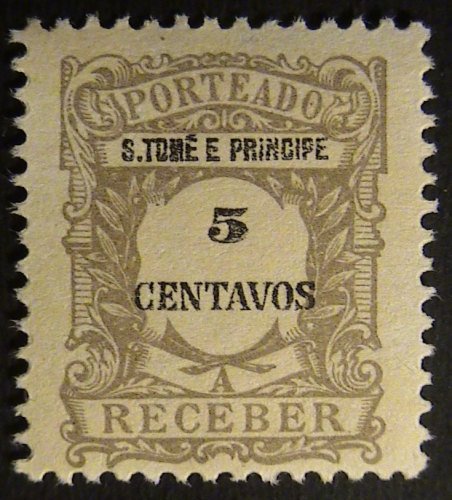 PORTEADO
S.TOMÉ E PRINCIPE
5
CENTAVOS
A
RECEBER